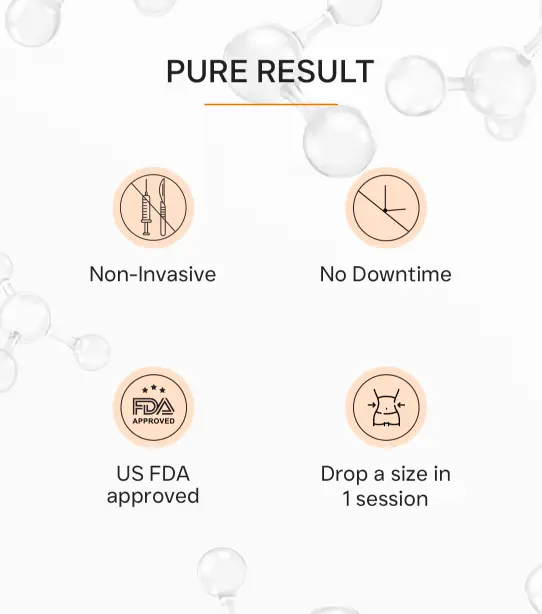 PURE RESULT
Non-Invasive
No Downtime
FDA
APPROVED
US FDA
approved
Drop a size in
1 session